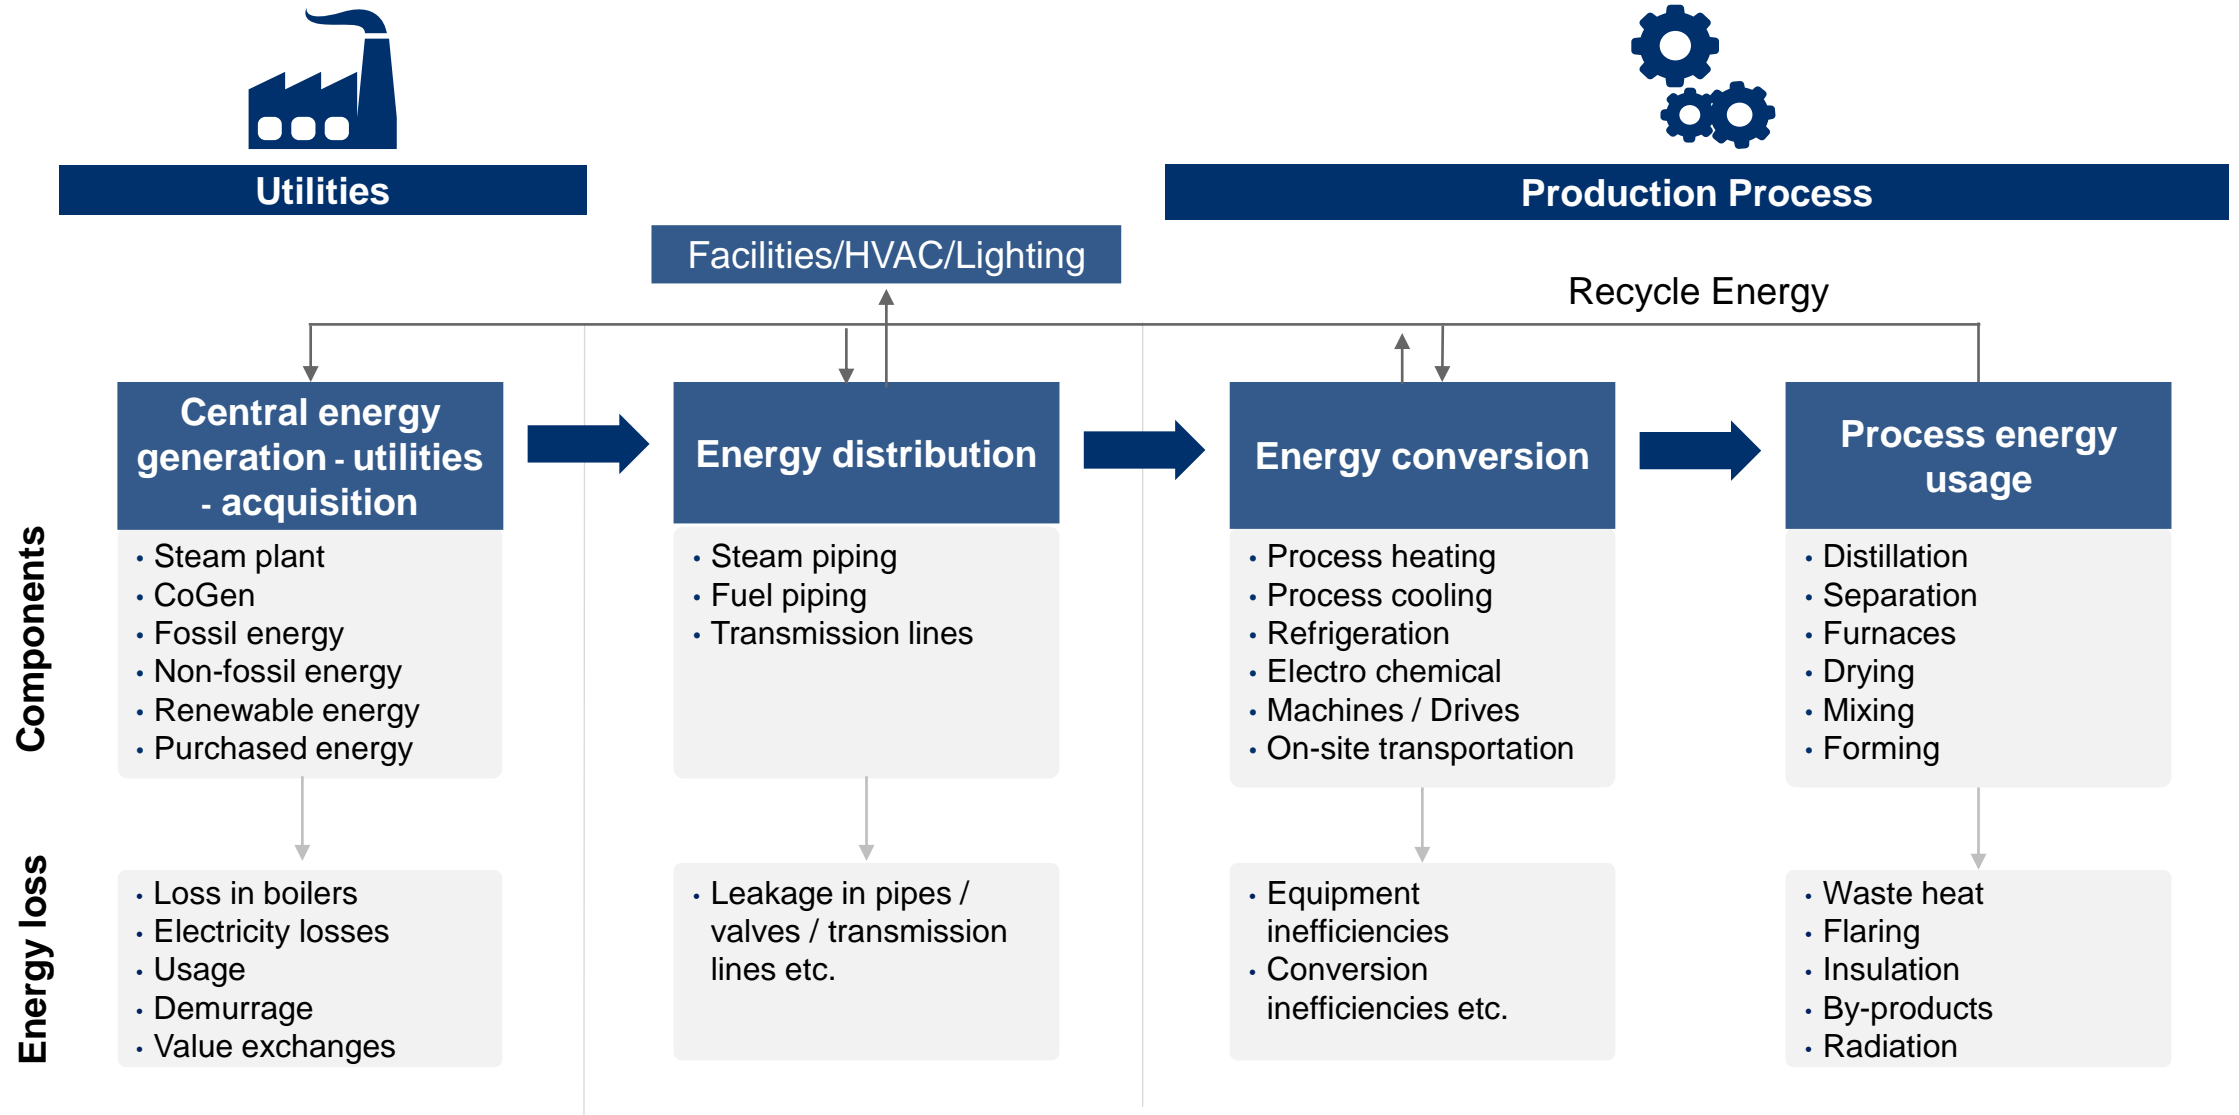 Utilities
Production Process
Facilities/HVAC/Lighting
Recycle Energy
Central energy
generation - utilities
- acquisition
Energy distribution
Energy conversion
Process energy
usage
Components
• Steam plant
• CoGen
• Fossil energy
• Non-fossil energy
• Renewable energy
• Purchased energy
• Steam piping
• Fuel piping
• Transmission lines
• Process heating
• Process cooling
• Refrigeration
• Electro chemical
• Machines / Drives
• On-site transportation
• Distillation
• Separation
• Furnaces
• Drying
• Mixing
• Forming
Energy loss
• Loss in boilers
• Electricity losses
• Usage
• Demurrage
• Value exchanges
• Leakage in pipes /
valves / transmission
lines etc.
• Equipment
inefficiencies
• Conversion
inefficiencies etc.
• Waste heat
• Flaring
• Insulation
• By-products
• Radiation